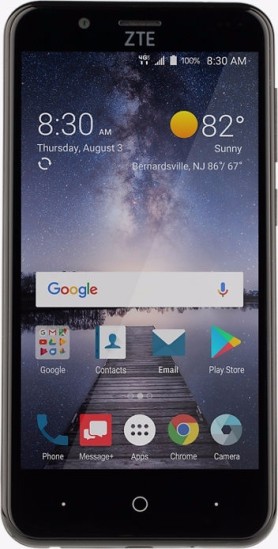 ZTE
4G 100% 8:30 AM
8:30 AM
82°
Thursday, August 3
Sunny
Bernardsville, NJ 86°/ 67°
Google
Google
Contacts
Email
Play Store
Phone
Message+
Apps
Chrome
Camera